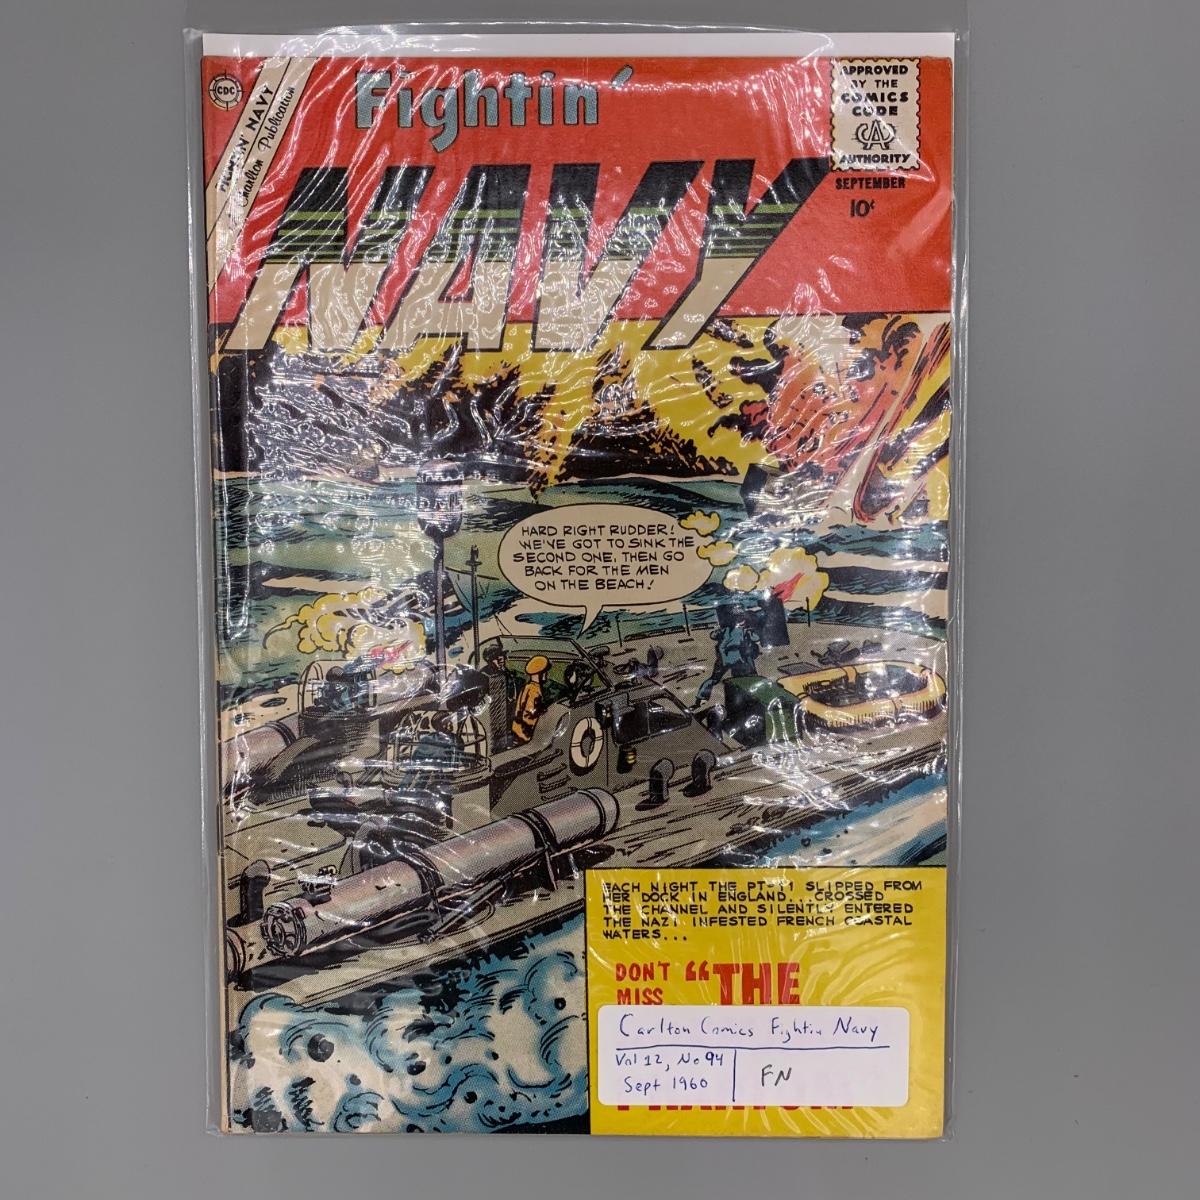 CDC
FIGHTIN' NAVY
A Charlton Publication
Fightin'
NAVY
APPROVED
BY THE
COMICS
CODE
CA
AUTHORITY
SEPTEMBER
10¢
HARD RIGHT RUDDER!
WE'VE GOT TO SINK THE
SECOND ONE, THEN GO
BACK FOR THE MEN
ON THE BEACH!
EACH NIGHT THE SLIPPED FROM
HER DOCK IN ENGLAND...CROSSED
THE CHANNEL AND SILENTLY ENTERED
THE NAZI INFESTED FRENCH COASTAL
WATERS...
DON'T "THE
MISS
Carlton Comics Fightin Navy
Vol 12, No 94
Sept 1960
FN